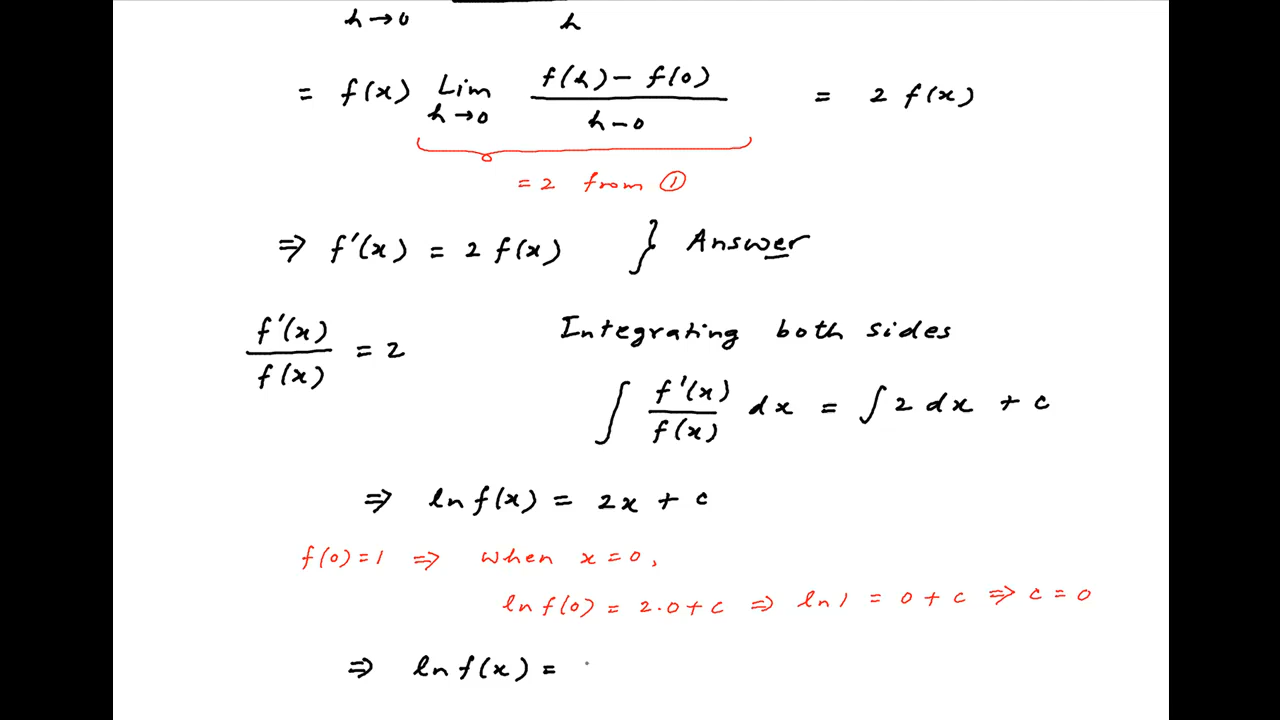 h→0 h
= f(x) Lim h→0 f(h) − f(0) / h−0 = 2 f(x)
= 2 from ①
⇒ f'(x) = 2 f(x) } Answer
f'(x) / f(x) = 2 Integrating both sides
∫ f'(x) / f(x) dx = ∫ 2 dx + c
⇒ ln f(x) = 2x + c
f(0)=1 ⇒ when x=0,
ln f(0) = 2.0+c ⇒ ln 1 = 0+c ⇒ c=0
⇒ ln f(x) =